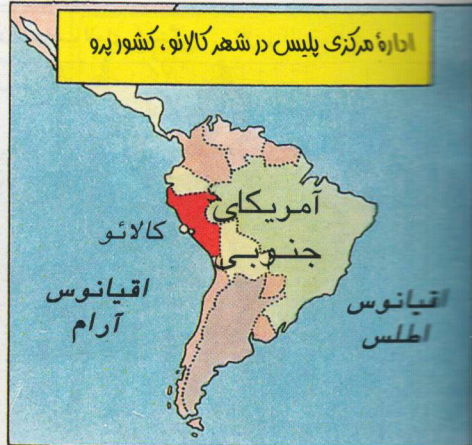 ادارهٔ مرکزی پلیس در شهر کالائو، کشور پرو
آمریکای
جنوبی
کالائو
اقیانوس
آرام
اقیانوس
اطلس